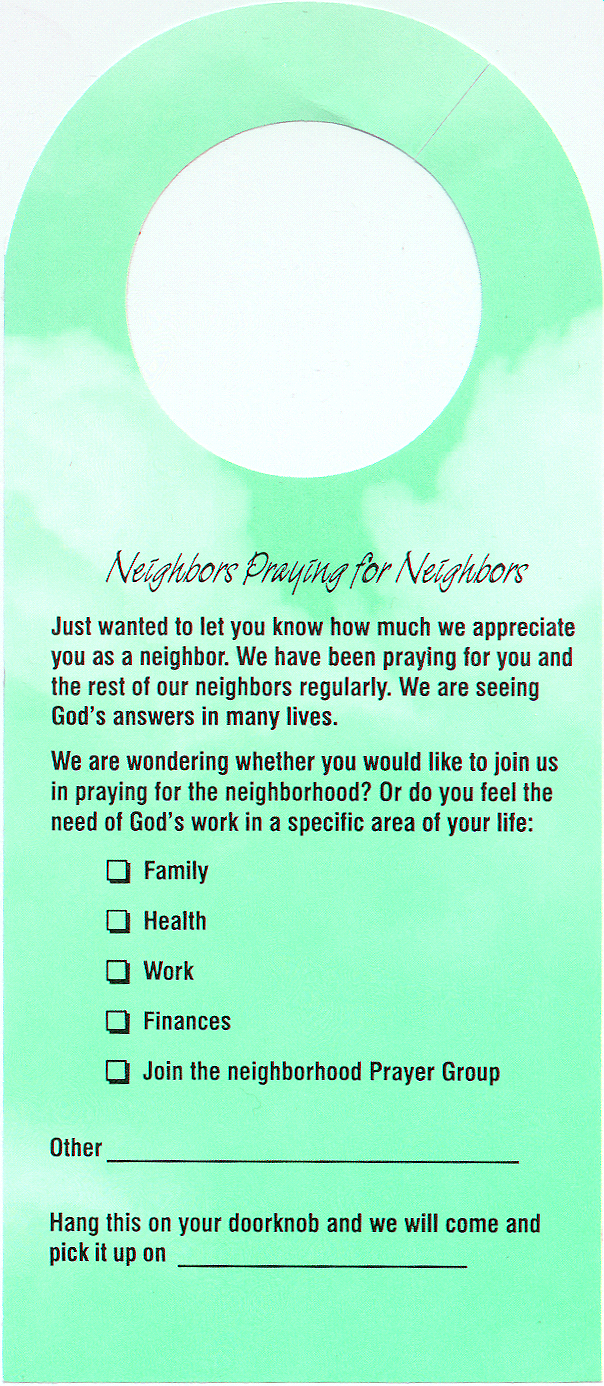 Neighbors Praying for Neighbors
Just wanted to let you know how much we appreciate
you as a neighbor. We have been praying for you and
the rest of our neighbors regularly. We are seeing
God's answers in many lives.
We are wondering whether you would like to join us
in praying for the neighborhood? Or do you feel the
need of God's work in a specific area of your life:
❏ Family
❏ Health
❏ Work
❏ Finances
❏ Join the neighborhood Prayer Group
Other ____________________
Hang this on your doorknob and we will come and
pick it up on ____________________